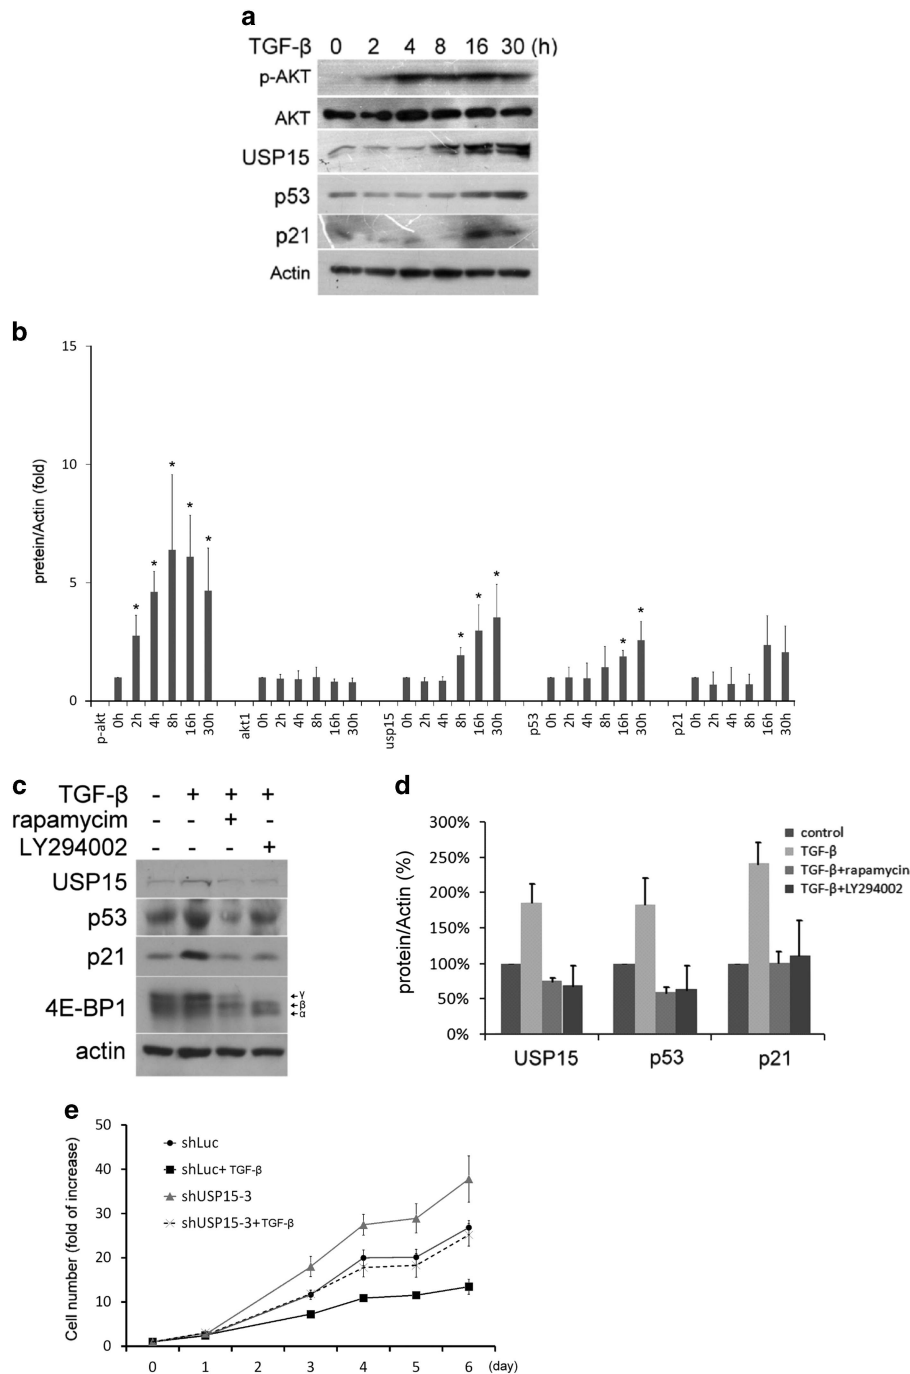 a
TGF-β 0 2 4 8 16 30 (h)
p-AKT
AKT
USP15
p53
p21
Actin
b
15
10
5
0
pretein/Actin (fold)
* * * * *
* * *
* *
p-akt 0h 2h 4h 8h 16h 30h
akt1 0h 2h 4h 8h 16h 30h
usp15 0h 2h 4h 8h 16h 30h
p53 0h 2h 4h 8h 16h 30h
p21 0h 2h 4h 8h 16h 30h
c
TGF-β - + + +
rapamycim - - + -
LY294002 - - - +
USP15
p53
p21
4E-BP1
γ
β
α
actin
d
protein/Actin (%)
300%
250%
200%
150%
100%
50%
0%
control
TGF-β
TGF-β+rapamycin
TGF-β+LY294002
USP15 p53 p21
e
Cell number (fold of increase)
50
40
30
20
10
0
shLuc
shLuc+ TGF-β
shUSP15-3
shUSP15-3+TGF-β
0 1 2 3 4 5 6 (day)